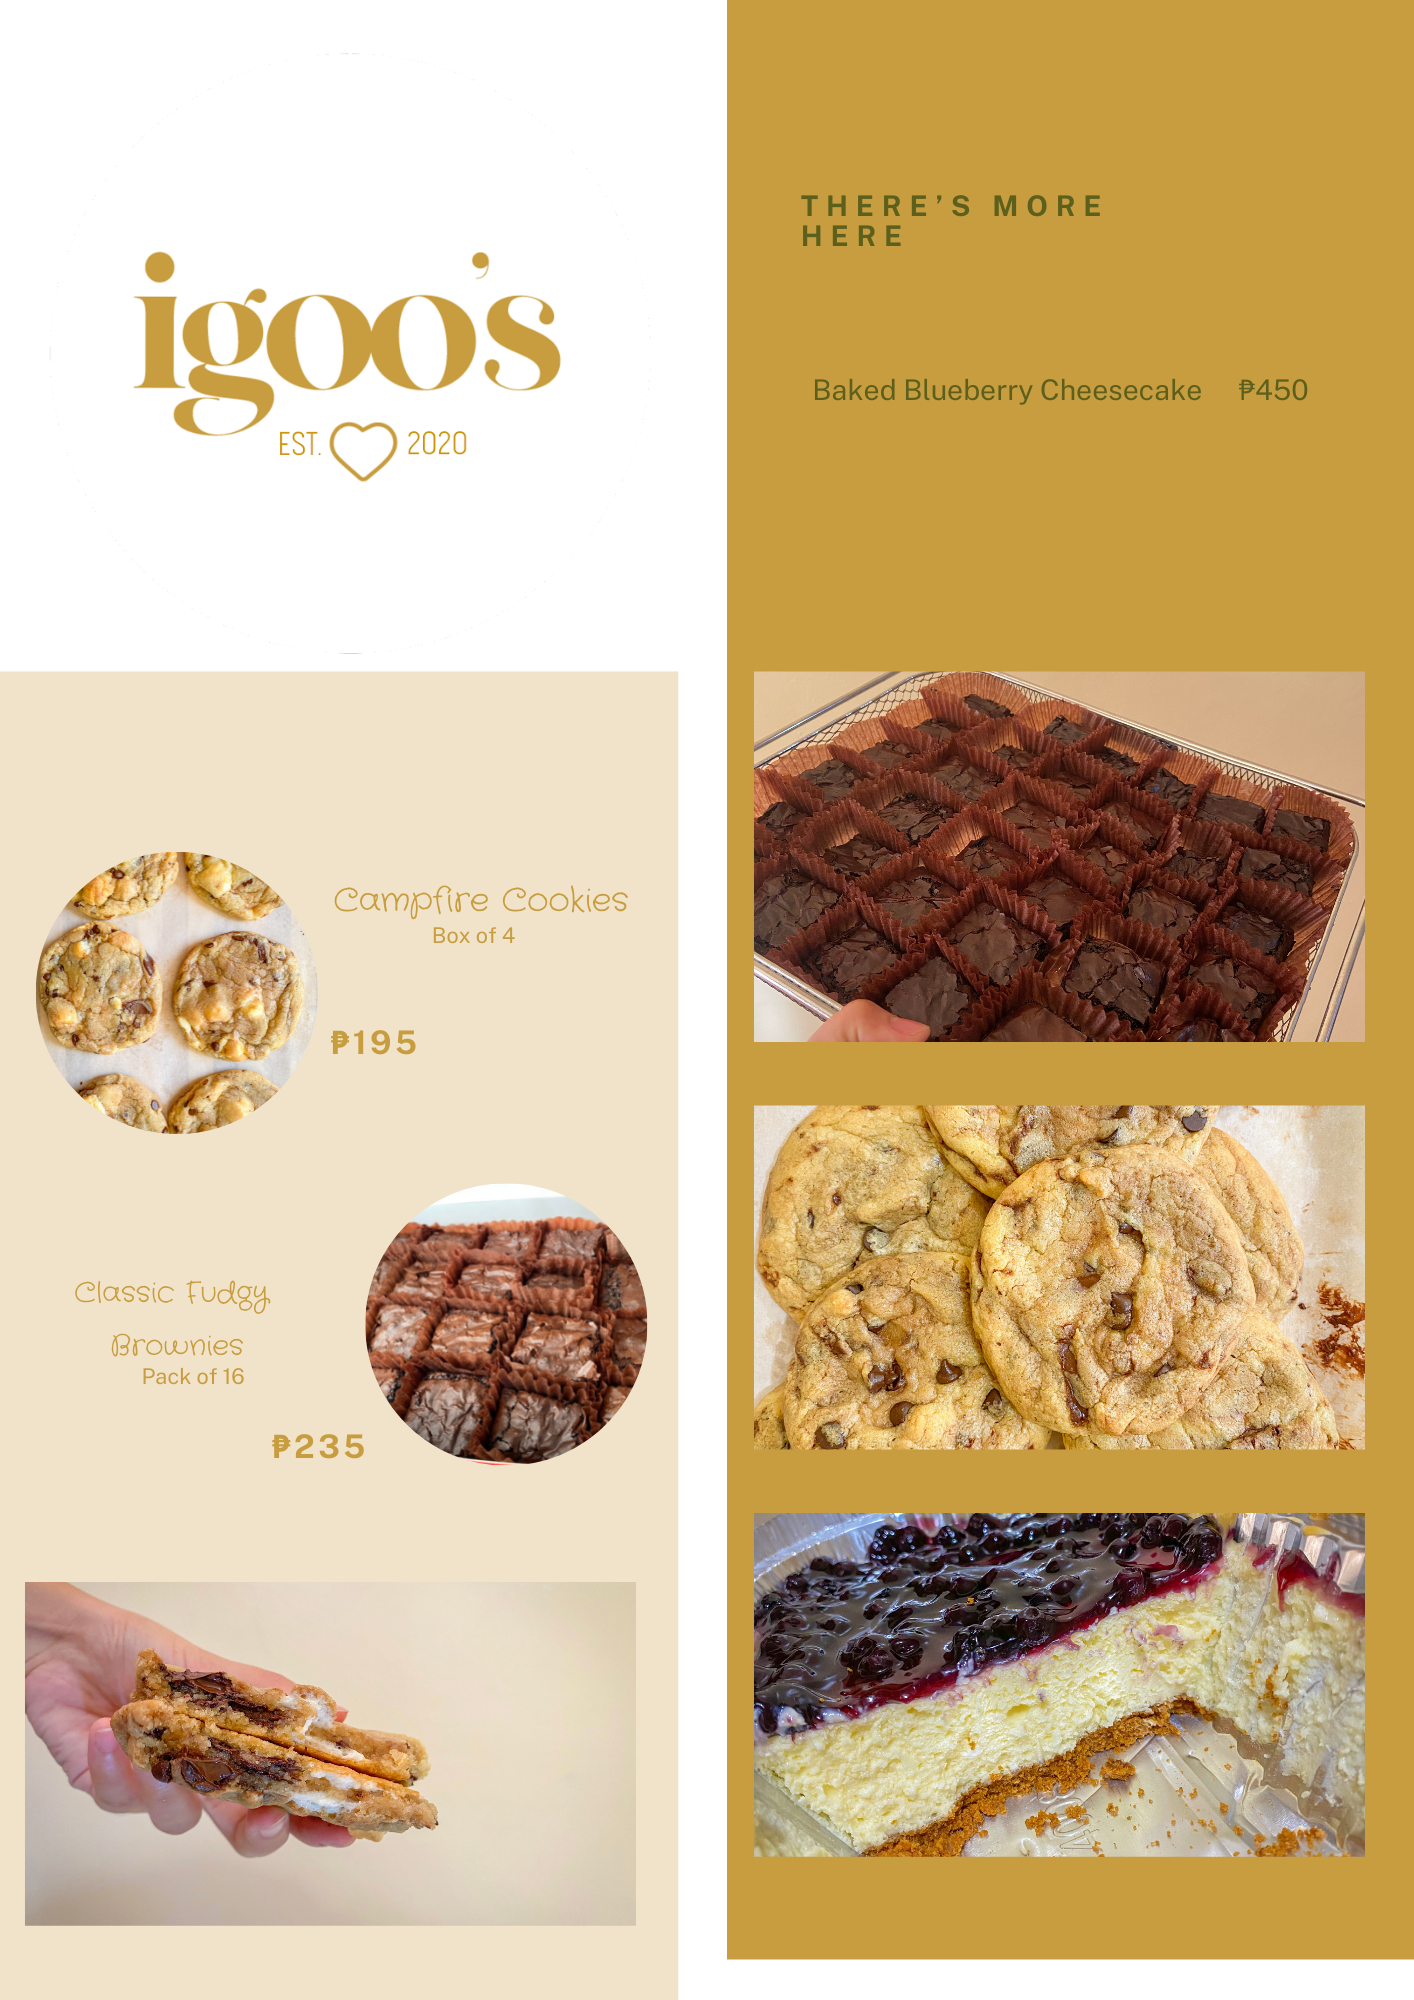 igoo's
EST. 2020
Campfire Cookies
Box of 4
₱195
Classic Fudgy
Brownies
Pack of 16
₱235
THERE’S MORE
HERE
Baked Blueberry Cheesecake ₱450